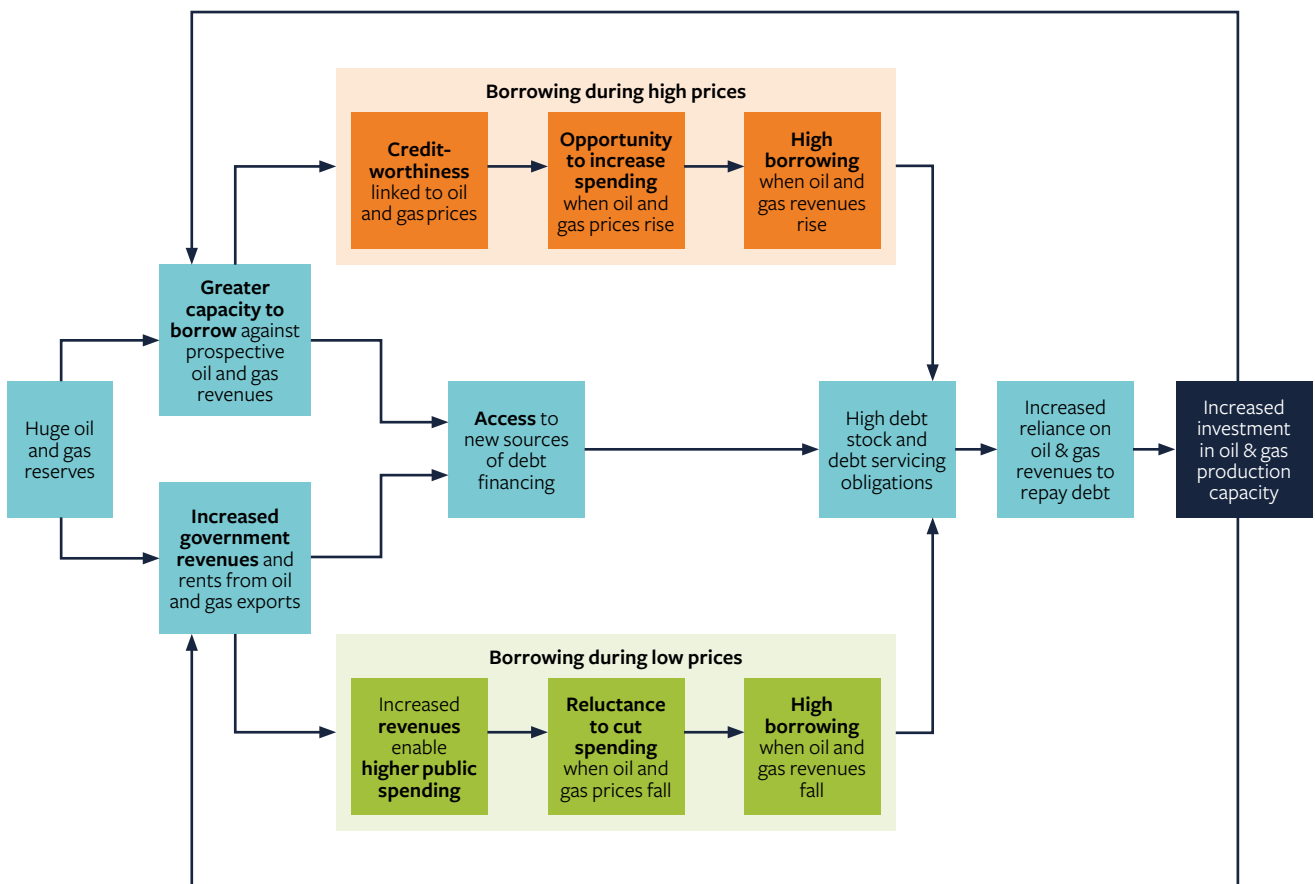 Borrowing during high prices
Credit-
worthiness
linked to oil
and gas prices
Opportunity
to increase
spending
when oil and
gas prices rise
High
borrowing
when oil and
gas revenues
rise
Greater
capacity to
borrow against
prospective
oil and gas
revenues
Huge oil
and gas
reserves
Access to
new sources
of debt
financing
High debt
stock and
debt servicing
obligations
Increased
reliance on
oil & gas
revenues to
repay debt
Increased
investment
in oil & gas
production
capacity
Increased
government
revenues and
rents from oil
and gas exports
Borrowing during low prices
Increased
revenues
enable
higher public
spending
Reluctance
to cut
spending
when oil and
gas prices fall
High
borrowing
when oil and
gas revenues
fall